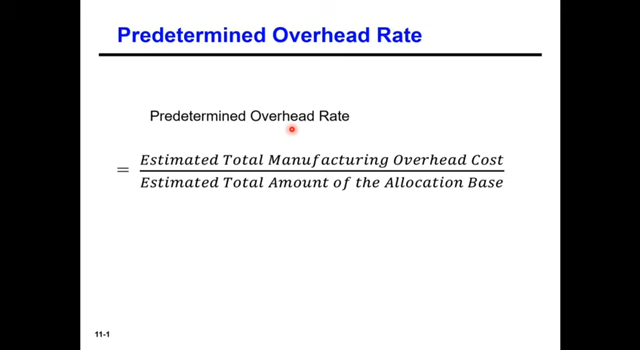 Predetermined Overhead Rate
Predetermined Overhead Rate
= Estimated Total Manufacturing Overhead Cost
Estimated Total Amount of the Allocation Base
11-1